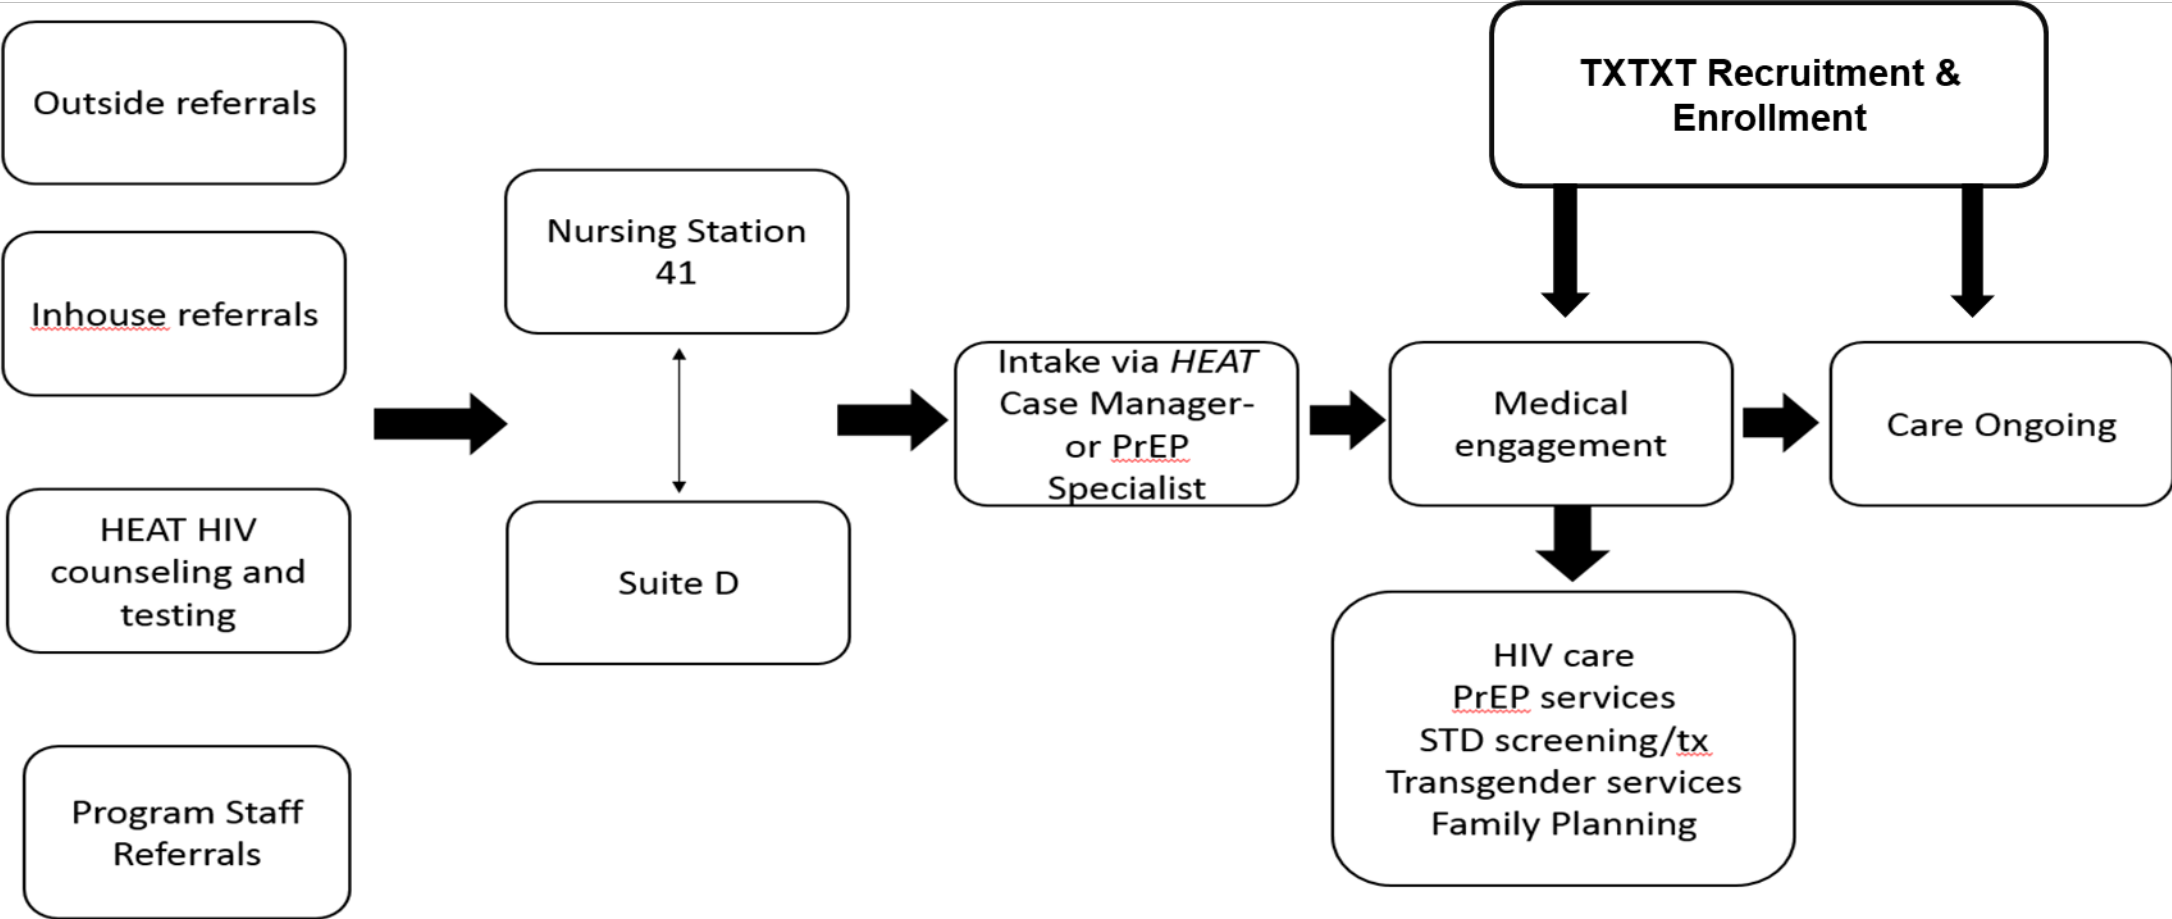 Outside referrals
Inhouse referrals
HEAT HIV
counseling and
testing
Program Staff
Referrals
Nursing Station
41
Suite D
Intake via HEAT
Case Manager-
or PrEP
Specialist
TXTXT Recruitment &
Enrollment
Medical
engagement
Care Ongoing
HIV care
PrEP services
STD screening/tx
Transgender services
Family Planning